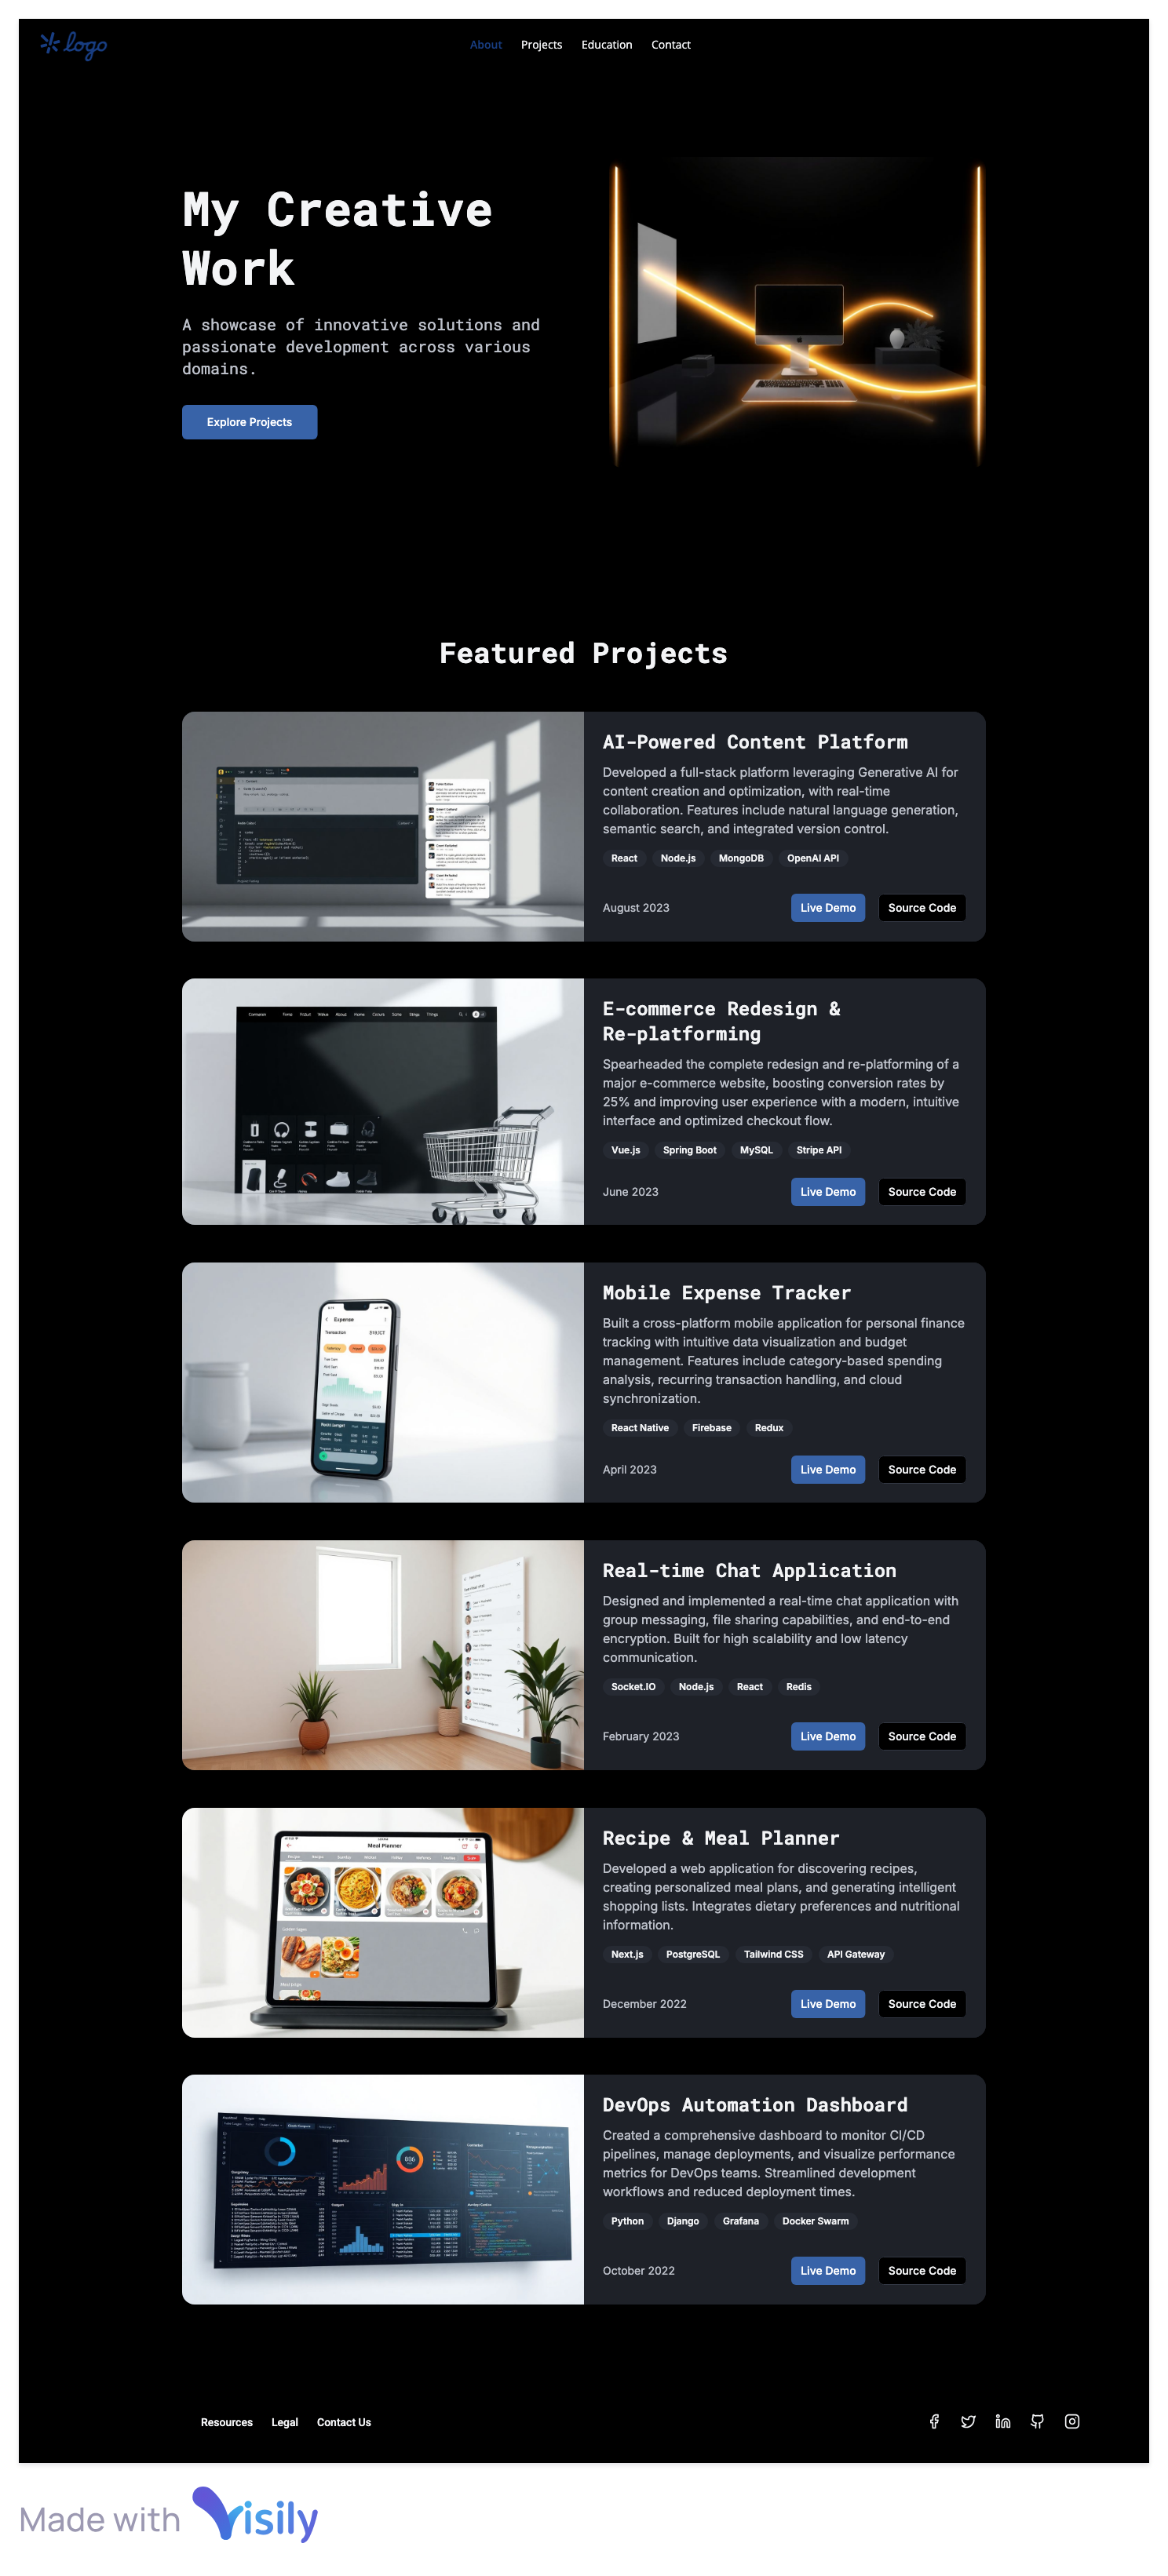 logo
About Projects Education Contact
My Creative
Work
A showcase of innovative solutions and
passionate development across various
domains.
Explore Projects
Featured Projects
AI-Powered Content Platform
Developed a full-stack platform leveraging Generative AI for
content creation and optimization, with real-time
collaboration. Features include natural language generation,
semantic search, and integrated version control.
React Node.js MongoDB OpenAI API
August 2023 Live Demo Source Code
E-commerce Redesign &
Re-platforming
Spearheaded the complete redesign and re-platforming of a
major e-commerce website, boosting conversion rates by
25% and improving user experience with a modern, intuitive
interface and optimized checkout flow.
Vue.js Spring Boot MySQL Stripe API
June 2023 Live Demo Source Code
Expense
Transaction
Mobile Expense Tracker
Built a cross-platform mobile application for personal finance
tracking with intuitive data visualization and budget
management. Features include category-based spending
analysis, recurring transaction handling, and cloud
synchronization.
React Native Firebase Redux
April 2023 Live Demo Source Code
Real-time Chat Application
Designed and implemented a real-time chat application with
group messaging, file sharing capabilities, and end-to-end
encryption. Built for high scalability and low latency
communication.
Socket.IO Node.js React Redis
February 2023 Live Demo Source Code
Meal Planner
Recipe & Meal Planner
Developed a web application for discovering recipes,
creating personalized meal plans, and generating intelligent
shopping lists. Integrates dietary preferences and nutritional
information.
Next.js PostgreSQL Tailwind CSS API Gateway
December 2022 Live Demo Source Code
DevOps Automation Dashboard
Created a comprehensive dashboard to monitor CI/CD
pipelines, manage deployments, and visualize performance
metrics for DevOps teams. Streamlined development
workflows and reduced deployment times.
Python Django Grafana Docker Swarm
October 2022 Live Demo Source Code
Resources Legal Contact Us
Made with Visily